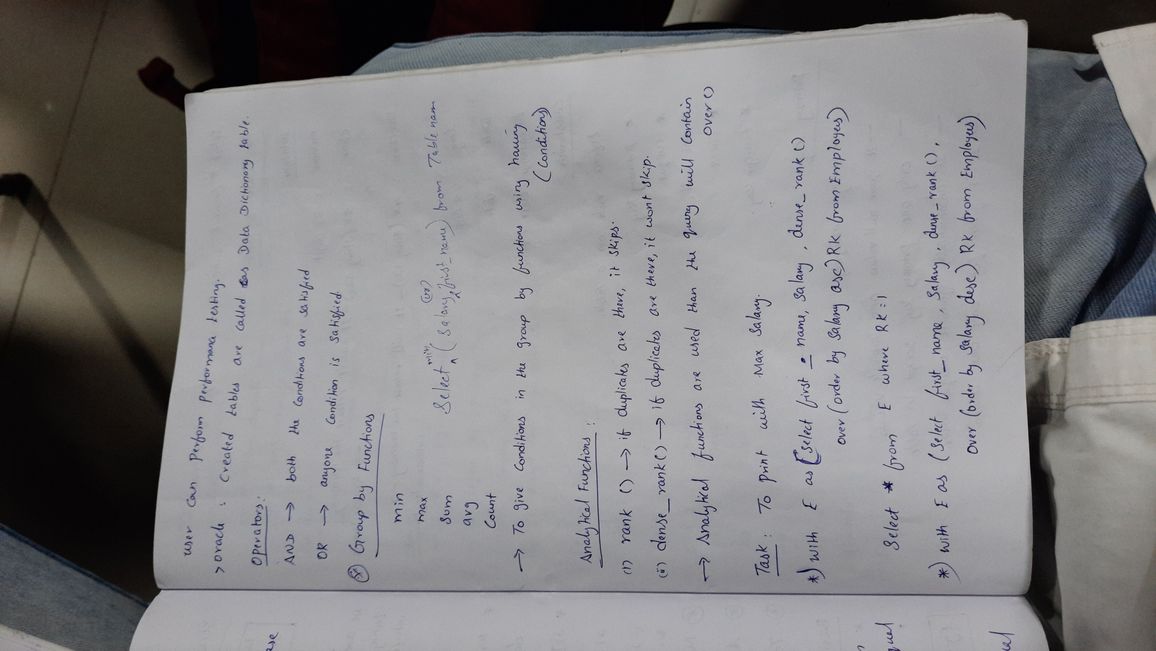 user can perform performana testing.
> oracle : Created tables are called as Data Dictionary table.
Operators:
AND → both the Conditions are satisfied
OR → anyone Condition is satisfied.
* Group by Functions
min
max
sum
avg
Count
min (or)
Select ^ (Salary, first_name) from Table name
→ To give Conditions in the group by functions using having
(Conditions)
Analytical Functions :
(i) rank () → if duplicates are there, it skips.
(ii) dense_rank() → if duplicates are there, it wont skip.
→ Analytical functions are used than the query will contain
over()
Task : To print with Max Salary.
*) with E as (select first _ name, salary , dense_rank ()
over (order by salary asc) RK from Employees)
Select * from E where RK=1
*) with E as (select first_name , salary , dense_rank (),
over (order by salary desc) RK from Employees)
ase
qual